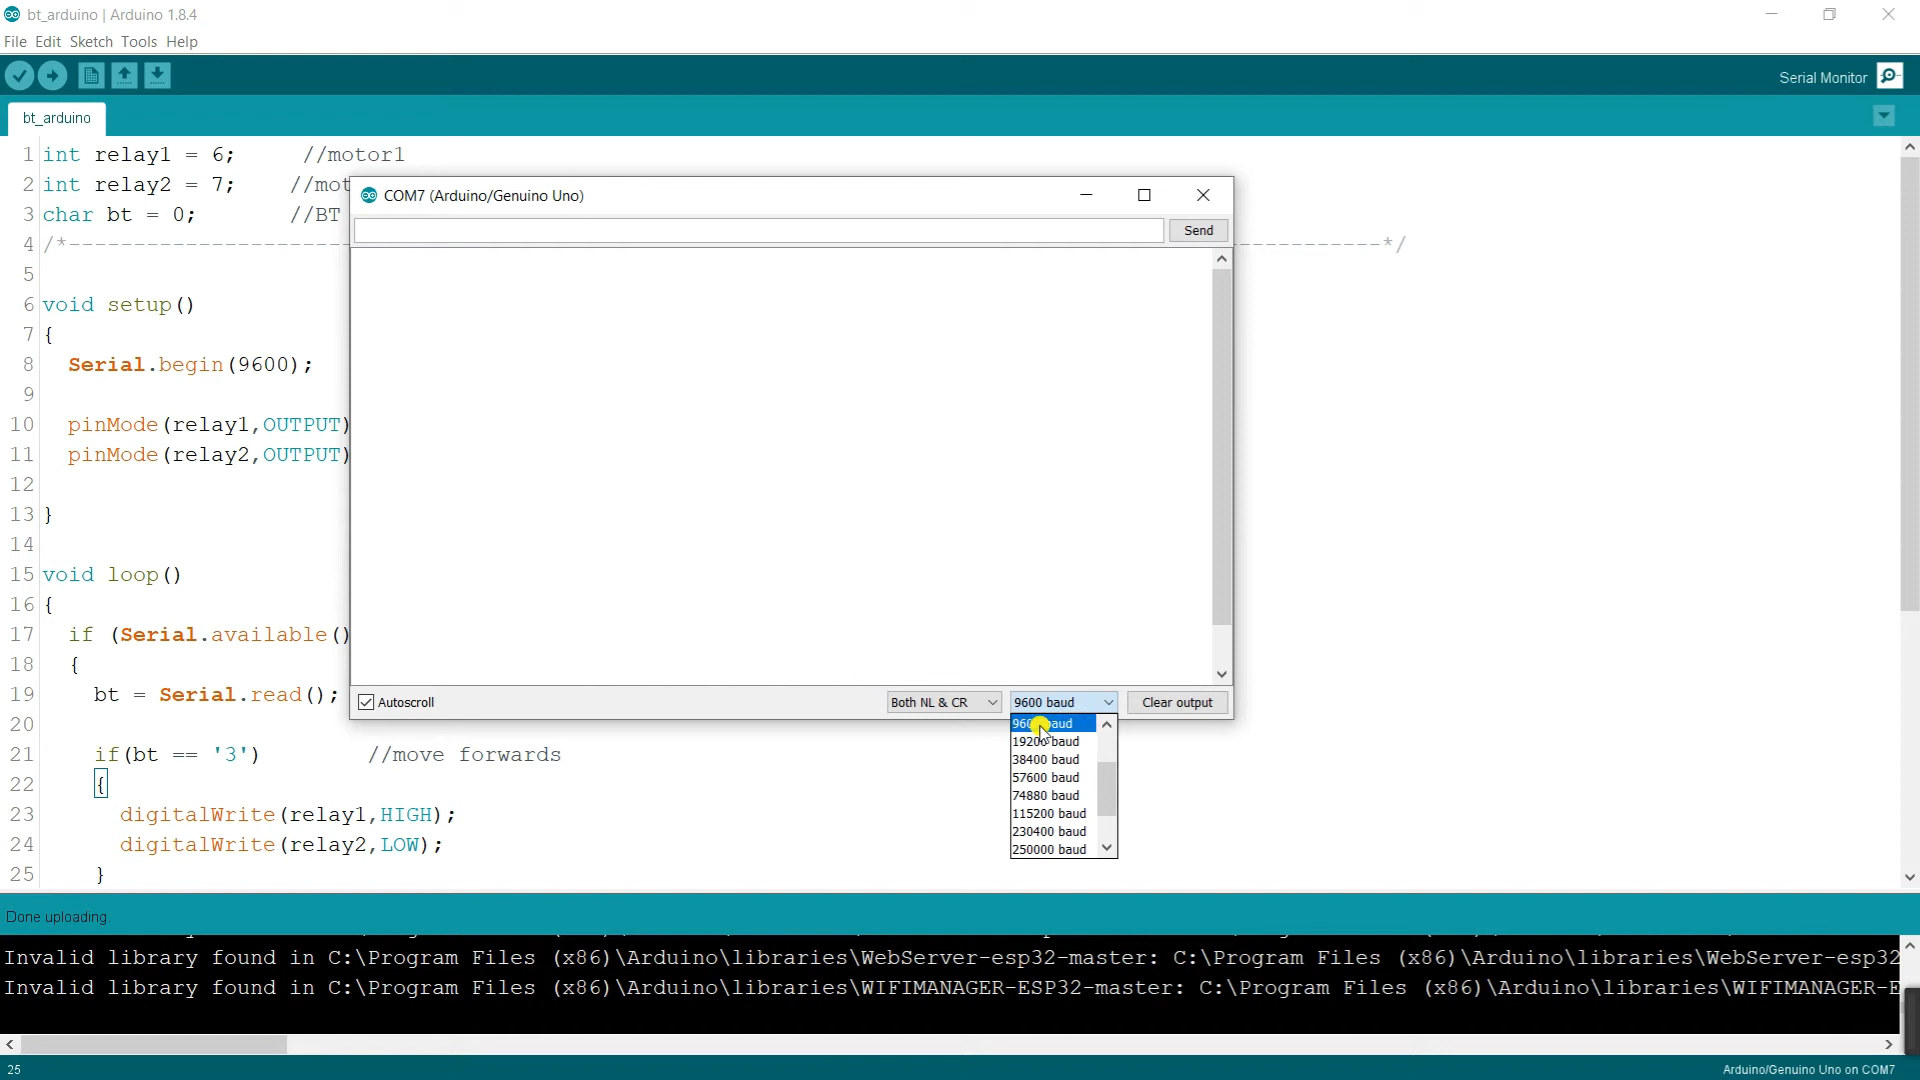 bt_arduino | Arduino 1.8.4
File Edit Sketch Tools Help
Serial Monitor
bt_arduino
1 int relay1 = 6; //motor1
2 int relay2 = 7; //mot
3 char bt = 0; //BT
4 /*--------------------------------------------------------------------------------*/
5
6 void setup()
7 {
8 Serial.begin(9600);
9
10 pinMode(relay1,OUTPUT)
11 pinMode(relay2,OUTPUT)
12
13 }
14
15 void loop()
16 {
17 if (Serial.available()
18 {
19 bt = Serial.read();
20
21 if(bt == '3') //move forwards
22 {
23 digitalWrite(relay1,HIGH);
24 digitalWrite(relay2,LOW);
25 }
COM7 (Arduino/Genuino Uno)
Send
Autoscroll
Both NL & CR
9600 baud
Clear output
9600 baud
19200 baud
38400 baud
57600 baud
74880 baud
115200 baud
230400 baud
250000 baud
Done uploading.
Invalid library found in C:\Program Files (x86)\Arduino\libraries\WebServer-esp32-master: C:\Program Files (x86)\Arduino\libraries\WebServer-esp32
Invalid library found in C:\Program Files (x86)\Arduino\libraries\WIFIMANAGER-ESP32-master: C:\Program Files (x86)\Arduino\libraries\WIFIMANAGER-E
25
Arduino/Genuino Uno on COM7